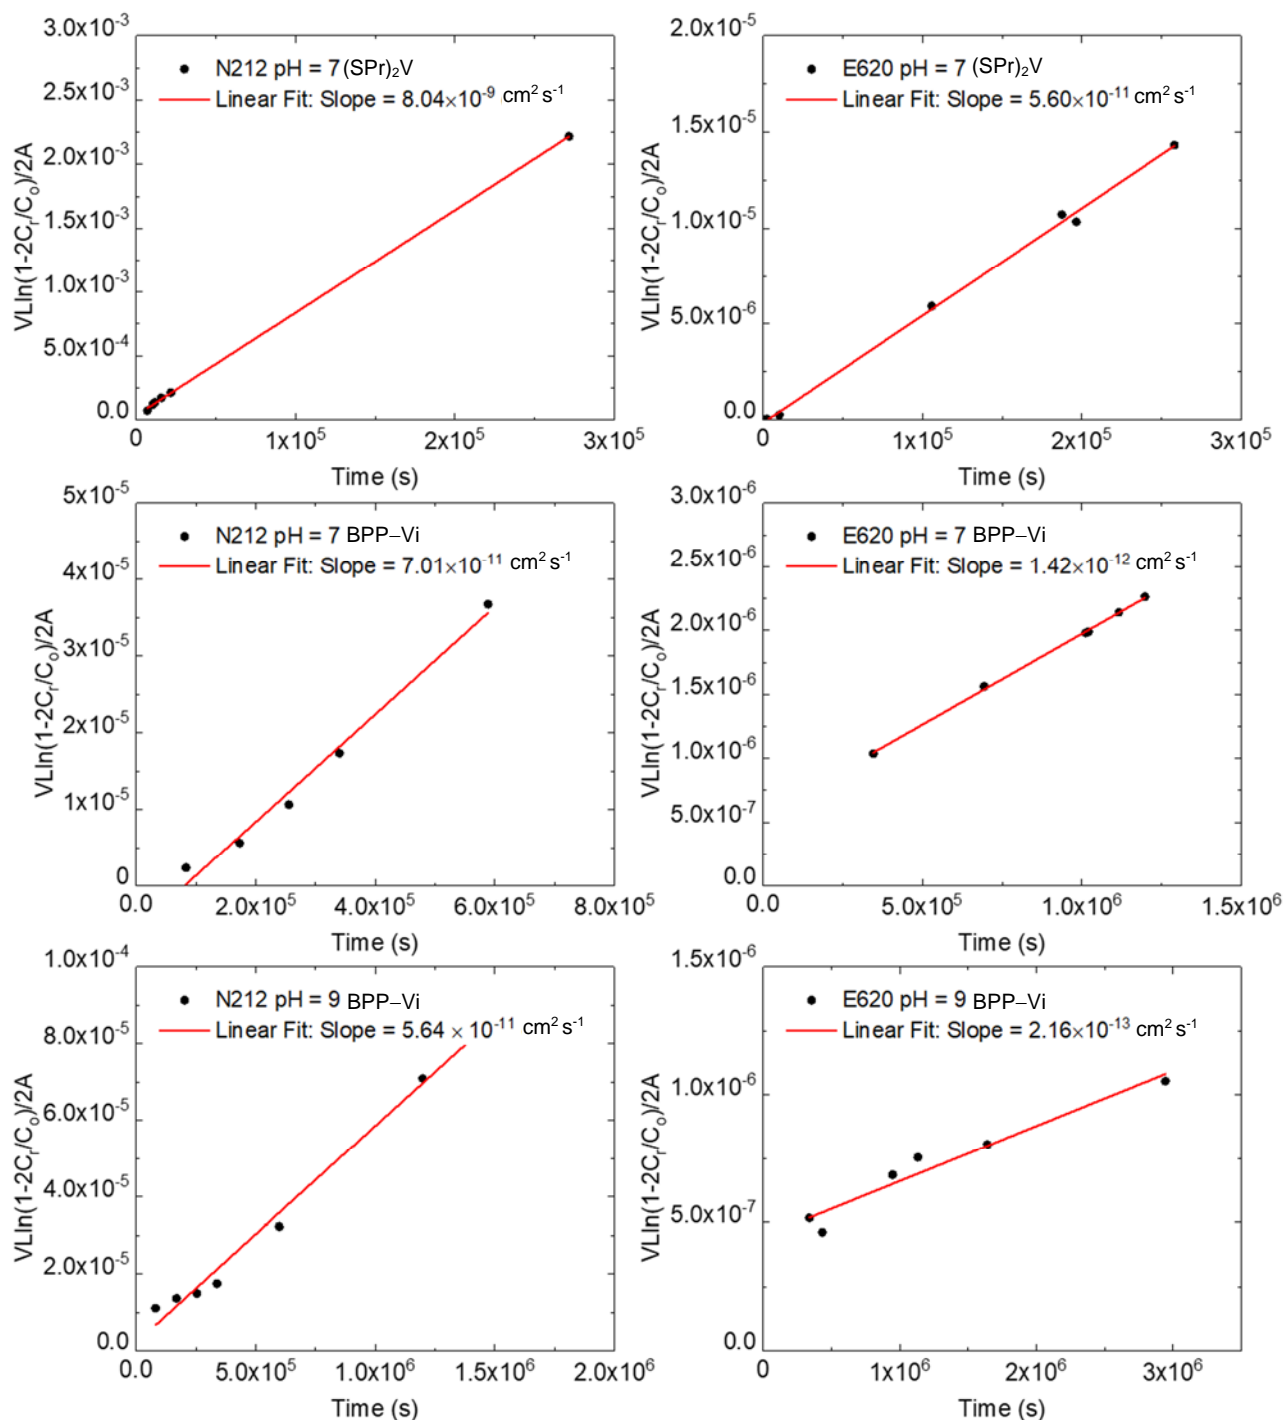 3.0x10⁻³
2.5x10⁻³
2.0x10⁻³
1.5x10⁻³
1.0x10⁻³
5.0x10⁻⁴
0.0
VLln(1-2Cᵣ/Cₒ)/2A
N212 pH = 7 (SPr)₂V
Linear Fit: Slope = 8.04×10⁻⁹ cm² s⁻¹
0
1x10⁵
2x10⁵
3x10⁵
Time (s)
2.0x10⁻⁵
1.5x10⁻⁵
1.0x10⁻⁵
5.0x10⁻⁶
0.0
VLln(1-2Cᵣ/Cₒ)/2A
E620 pH = 7 (SPr)₂V
Linear Fit: Slope = 5.60×10⁻¹¹ cm² s⁻¹
0
1x10⁵
2x10⁵
3x10⁵
Time (s)
5x10⁻⁵
4x10⁻⁵
3x10⁻⁵
2x10⁻⁵
1x10⁻⁵
0
VLln(1-2Cᵣ/Cₒ)/2A
N212 pH = 7 BPP–Vi
Linear Fit: Slope = 7.01×10⁻¹¹ cm² s⁻¹
0.0
2.0x10⁵
4.0x10⁵
6.0x10⁵
8.0x10⁵
Time (s)
3.0x10⁻⁶
2.5x10⁻⁶
2.0x10⁻⁶
1.5x10⁻⁶
1.0x10⁻⁶
5.0x10⁻⁷
0.0
VLln(1-2Cᵣ/Cₒ)/2A
E620 pH = 7 BPP–Vi
Linear Fit: Slope = 1.42×10⁻¹² cm² s⁻¹
0.0
5.0x10⁵
1.0x10⁶
1.5x10⁶
Time (s)
1.0x10⁻⁴
8.0x10⁻⁵
6.0x10⁻⁵
4.0x10⁻⁵
2.0x10⁻⁵
0.0
VLln(1-2Cᵣ/Cₒ)/2A
N212 pH = 9 BPP–Vi
Linear Fit: Slope = 5.64 × 10⁻¹¹ cm² s⁻¹
0.0
5.0x10⁵
1.0x10⁶
1.5x10⁶
2.0x10⁶
Time (s)
1.5x10⁻⁶
1.0x10⁻⁶
5.0x10⁻⁷
0.0
VLln(1-2Cᵣ/Cₒ)/2A
E620 pH = 9 BPP–Vi
Linear Fit: Slope = 2.16×10⁻¹³ cm² s⁻¹
0
1x10⁶
2x10⁶
3x10⁶
Time (s)